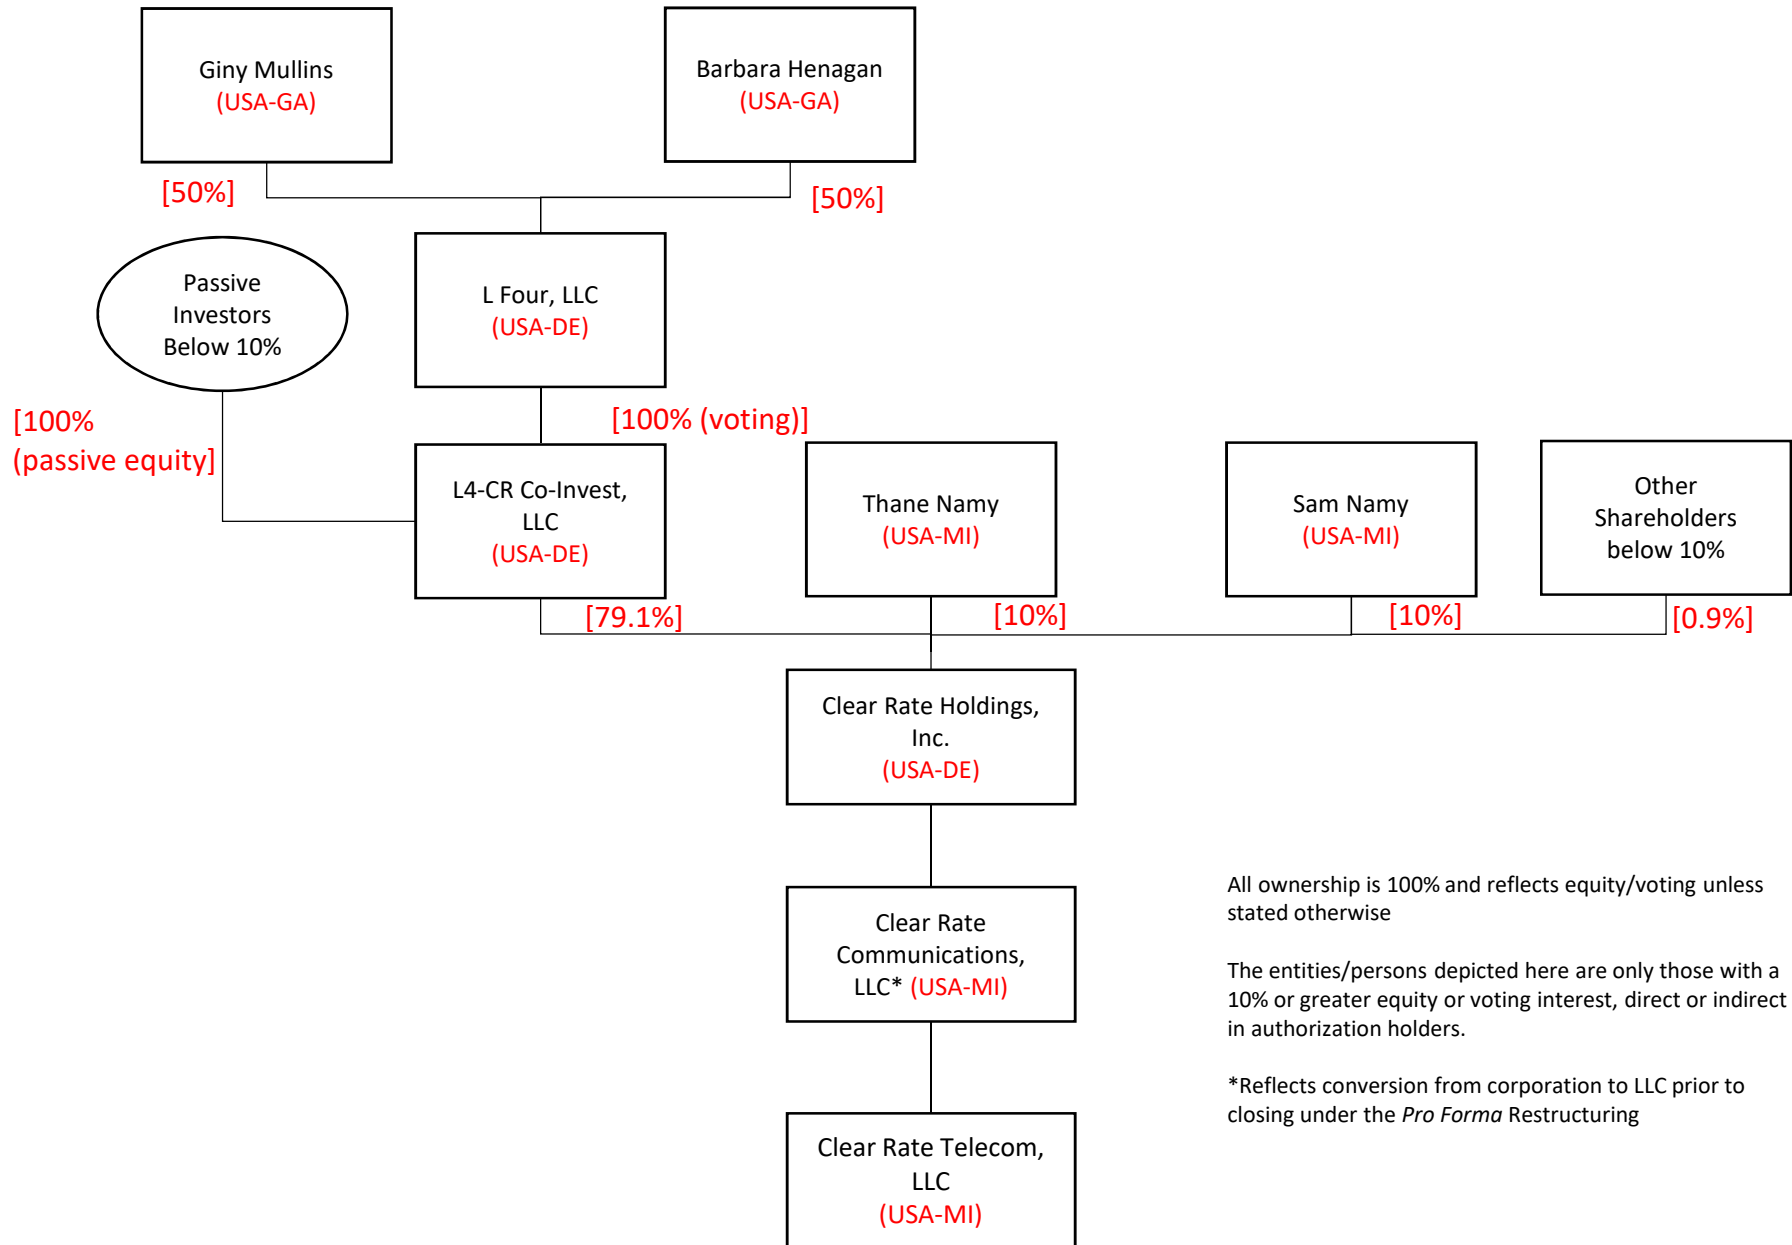 Giny Mullins
(USA-GA)
Barbara Henagan
(USA-GA)
[50%]
[50%]
Passive
Investors
Below 10%
L Four, LLC
(USA-DE)
[100%
(passive equity]
[100% (voting)]
L4-CR Co-Invest,
LLC
(USA-DE)
Thane Namy
(USA-MI)
Sam Namy
(USA-MI)
Other
Shareholders
below 10%
[79.1%]
[10%]
[10%]
[0.9%]
Clear Rate Holdings,
Inc.
(USA-DE)
Clear Rate
Communications,
LLC* (USA-MI)
Clear Rate Telecom,
LLC
(USA-MI)
All ownership is 100% and reflects equity/voting unless
stated otherwise
The entities/persons depicted here are only those with a
10% or greater equity or voting interest, direct or indirect
in authorization holders.
*Reflects conversion from corporation to LLC prior to
closing under the Pro Forma Restructuring